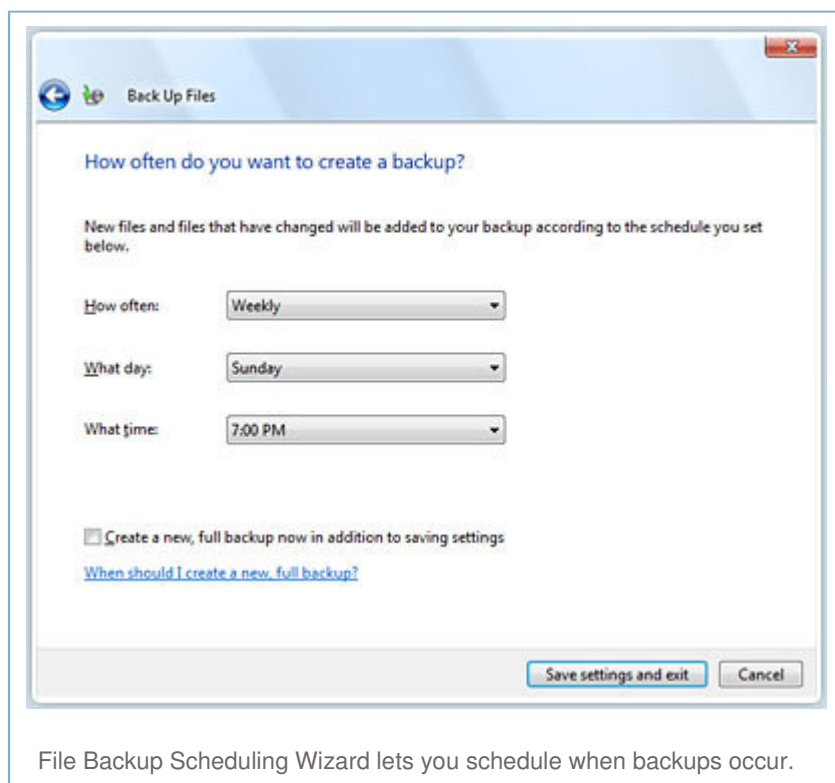 Back Up Files
How often do you want to create a backup?
New files and files that have changed will be added to your backup according to the schedule you set
below.
How often: Weekly
What day: Sunday
What time: 7:00 PM
Create a new, full backup now in addition to saving settings
When should I create a new, full backup?
Save settings and exit Cancel
File Backup Scheduling Wizard lets you schedule when backups occur.